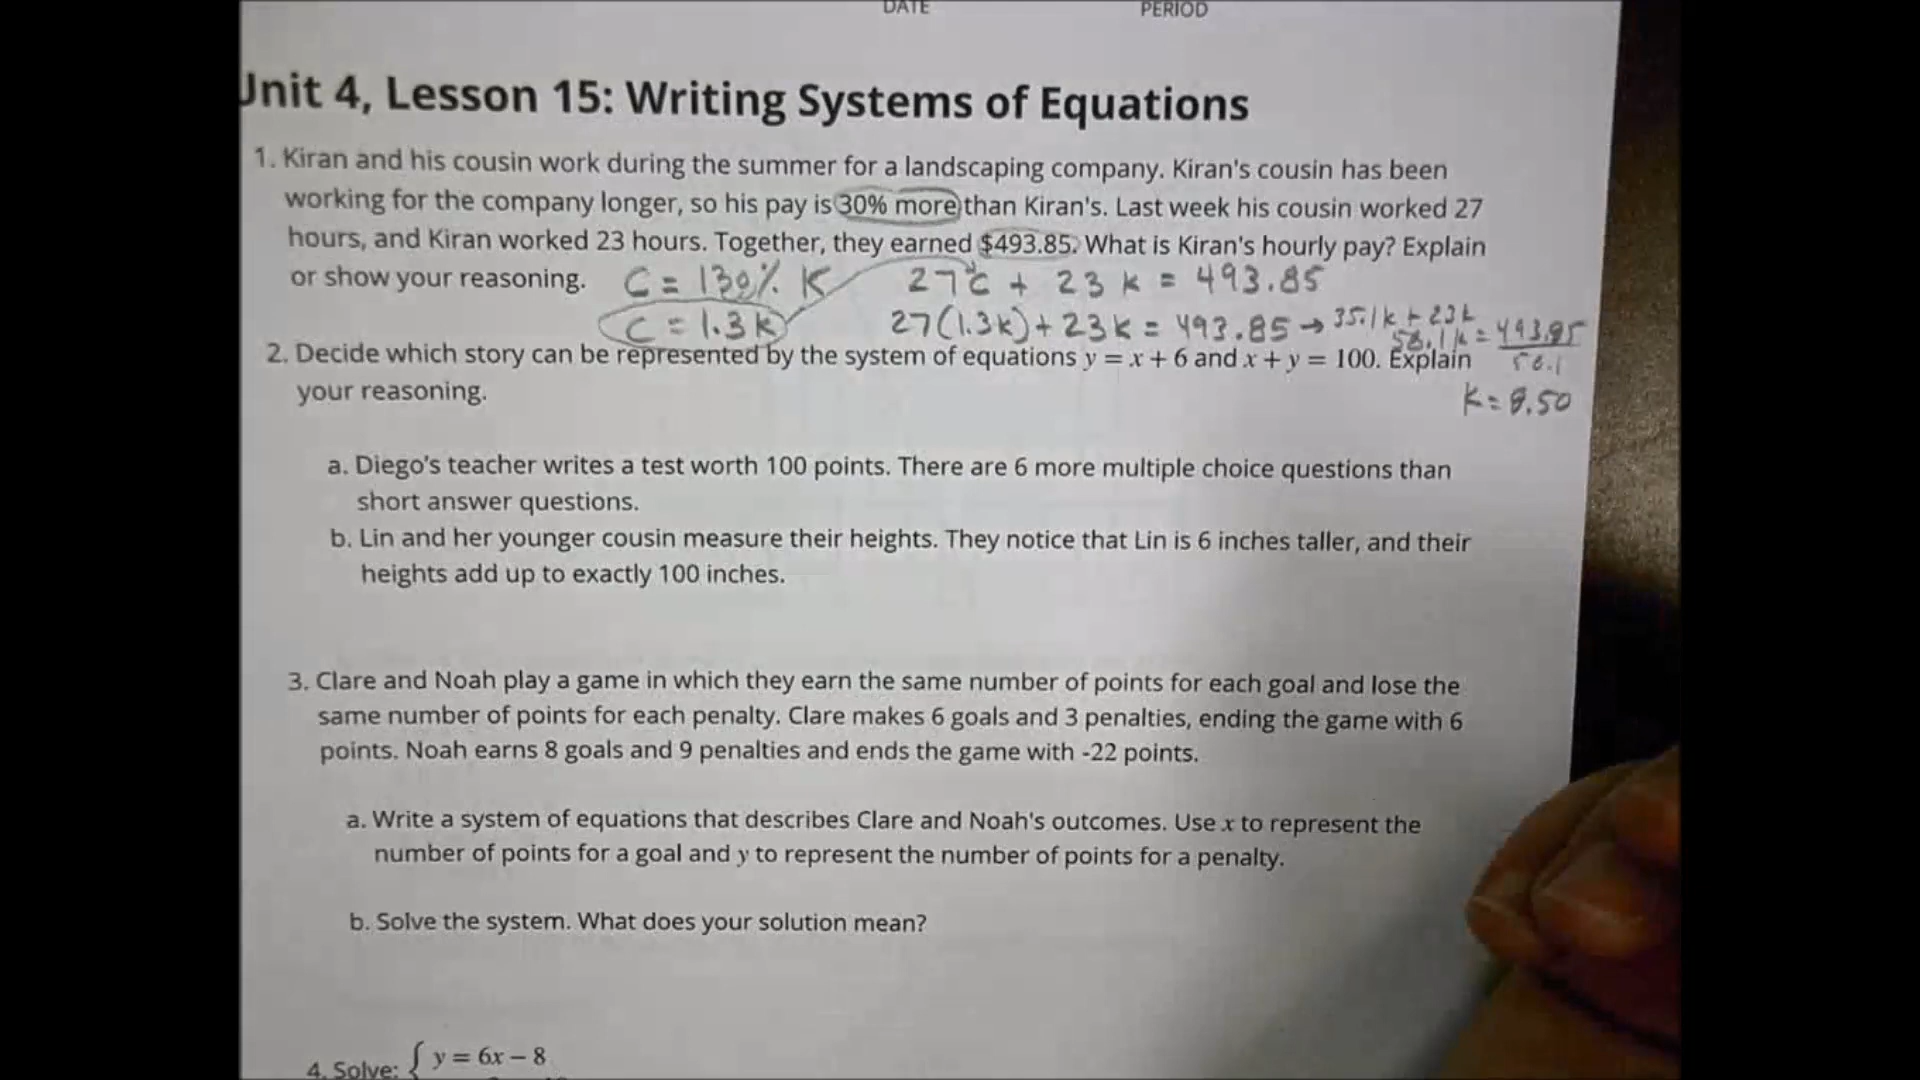 DATE PERIOD
Unit 4, Lesson 15: Writing Systems of Equations
1. Kiran and his cousin work during the summer for a landscaping company. Kiran's cousin has been
working for the company longer, so his pay is 30% more than Kiran's. Last week his cousin worked 27
hours, and Kiran worked 23 hours. Together, they earned $493.85. What is Kiran's hourly pay? Explain
or show your reasoning. C = 130% K 27c + 23k = 493.85
C = 1.3k 27(1.3k) + 23k = 493.85 → 35.1k + 23k
58.1k = 493.85
58.1
2. Decide which story can be represented by the system of equations y = x + 6 and x + y = 100. Explain
your reasoning. k = 8.50
a. Diego's teacher writes a test worth 100 points. There are 6 more multiple choice questions than
short answer questions.
b. Lin and her younger cousin measure their heights. They notice that Lin is 6 inches taller, and their
heights add up to exactly 100 inches.
3. Clare and Noah play a game in which they earn the same number of points for each goal and lose the
same number of points for each penalty. Clare makes 6 goals and 3 penalties, ending the game with 6
points. Noah earns 8 goals and 9 penalties and ends the game with -22 points.
a. Write a system of equations that describes Clare and Noah's outcomes. Use x to represent the
number of points for a goal and y to represent the number of points for a penalty.
b. Solve the system. What does your solution mean?
4. Solve: { y = 6x − 8